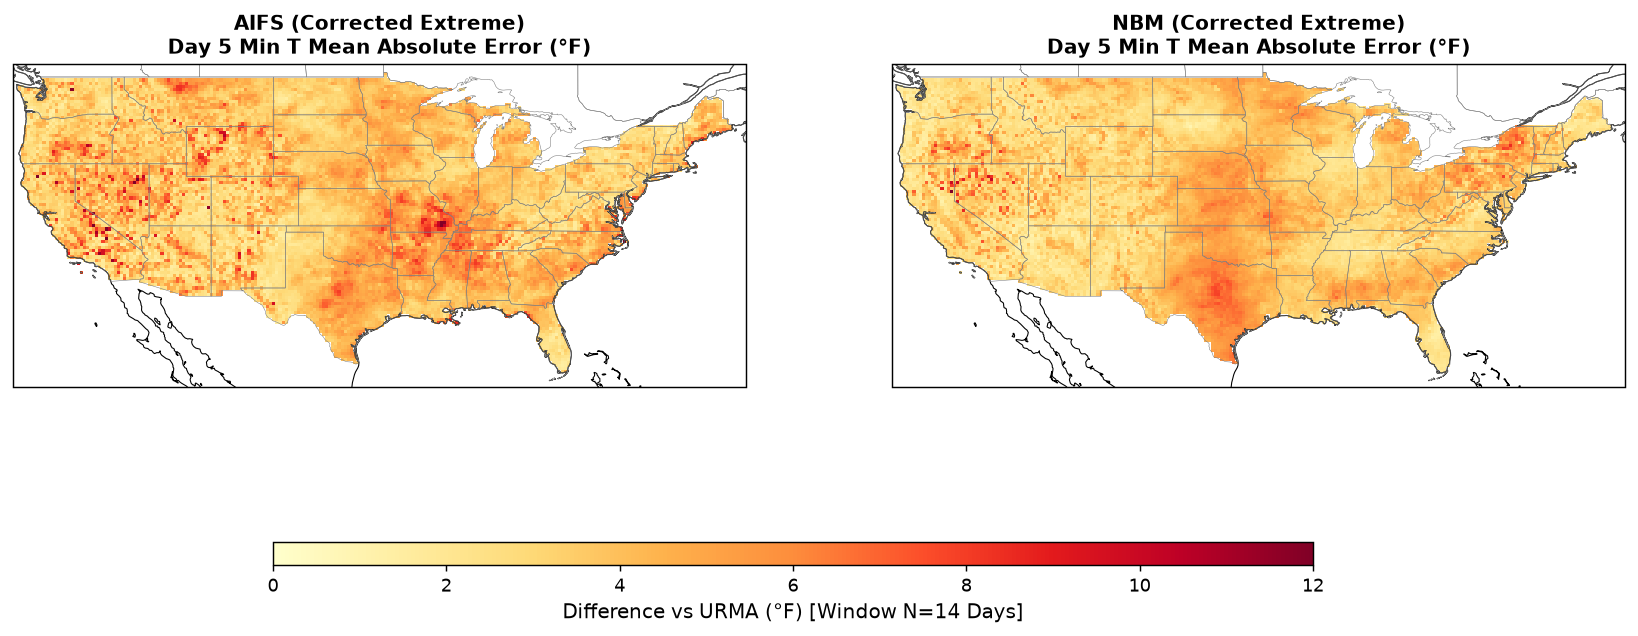 AIFS (Corrected Extreme)
Day 5 Min T Mean Absolute Error (°F)
NBM (Corrected Extreme)
Day 5 Min T Mean Absolute Error (°F)
0 2 4 6 8 10 12
Difference vs URMA (°F) [Window N=14 Days]